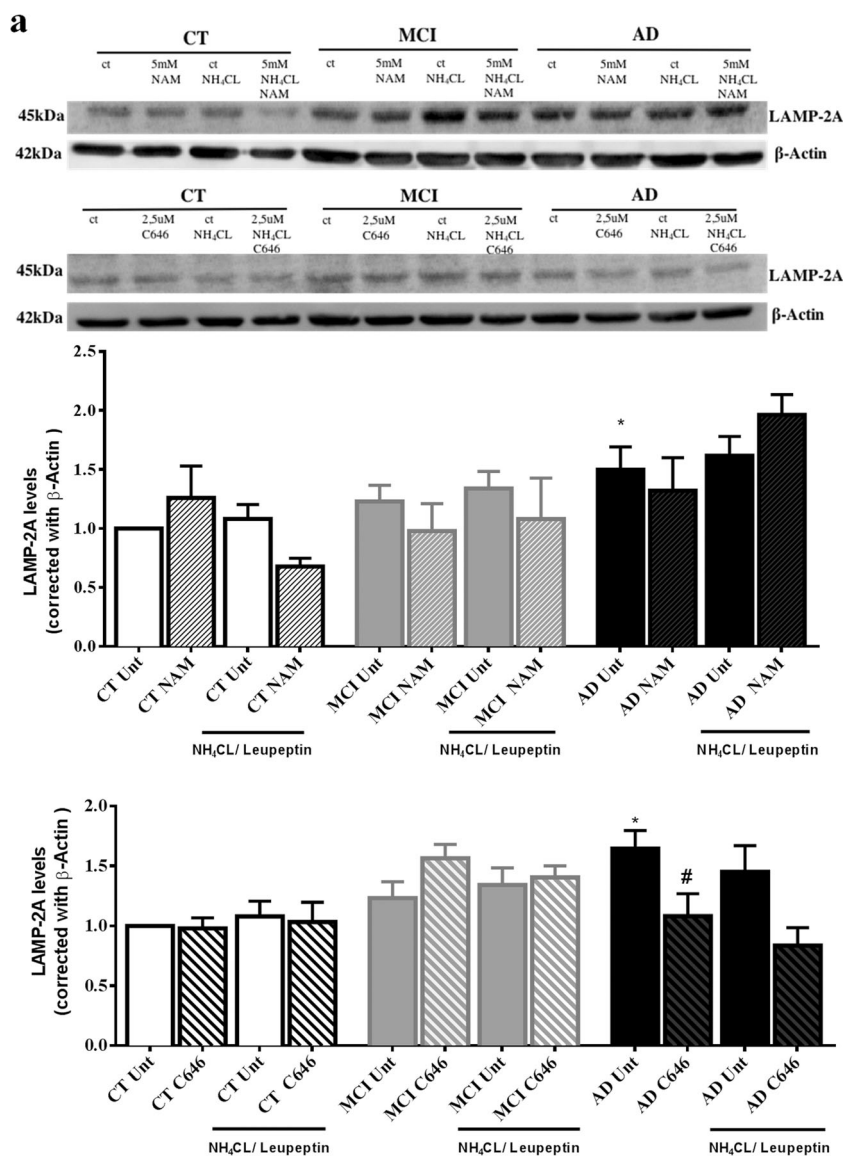 a
CT MCI AD
ct 5mM NAM ct NH₄CL 5mM NH₄CL NAM ct 5mM NAM ct NH₄CL 5mM NH₄CL NAM ct 5mM NAM ct NH₄CL 5mM NH₄CL NAM
45kDa LAMP-2A
42kDa β-Actin
CT MCI AD
ct 2,5uM C646 ct NH₄CL 2,5uM NH₄CL C646 ct 2,5uM C646 ct NH₄CL 2,5uM NH₄CL C646 ct 2,5uM C646 ct NH₄CL 2,5uM NH₄CL C646
45kDa LAMP-2A
42kDa β-Actin
LAMP-2A levels
(corrected with β-Actin )
2.5
2.0
1.5
1.0
0.5
0.0
*
CT Unt CT NAM CT Unt CT NAM MCI Unt MCI NAM MCI Unt MCI NAM AD Unt AD NAM AD Unt AD NAM
NH₄CL/ Leupeptin NH₄CL/ Leupeptin NH₄CL/ Leupeptin
LAMP-2A levels
(corrected with β-Actin )
2.0
1.5
1.0
0.5
0.0
*
#
CT Unt CT C646 CT Unt CT C646 MCI Unt MCI C646 MCI Unt MCI C646 AD Unt AD C646 AD Unt AD C646
NH₄CL/ Leupeptin NH₄CL/ Leupeptin NH₄CL/ Leupeptin